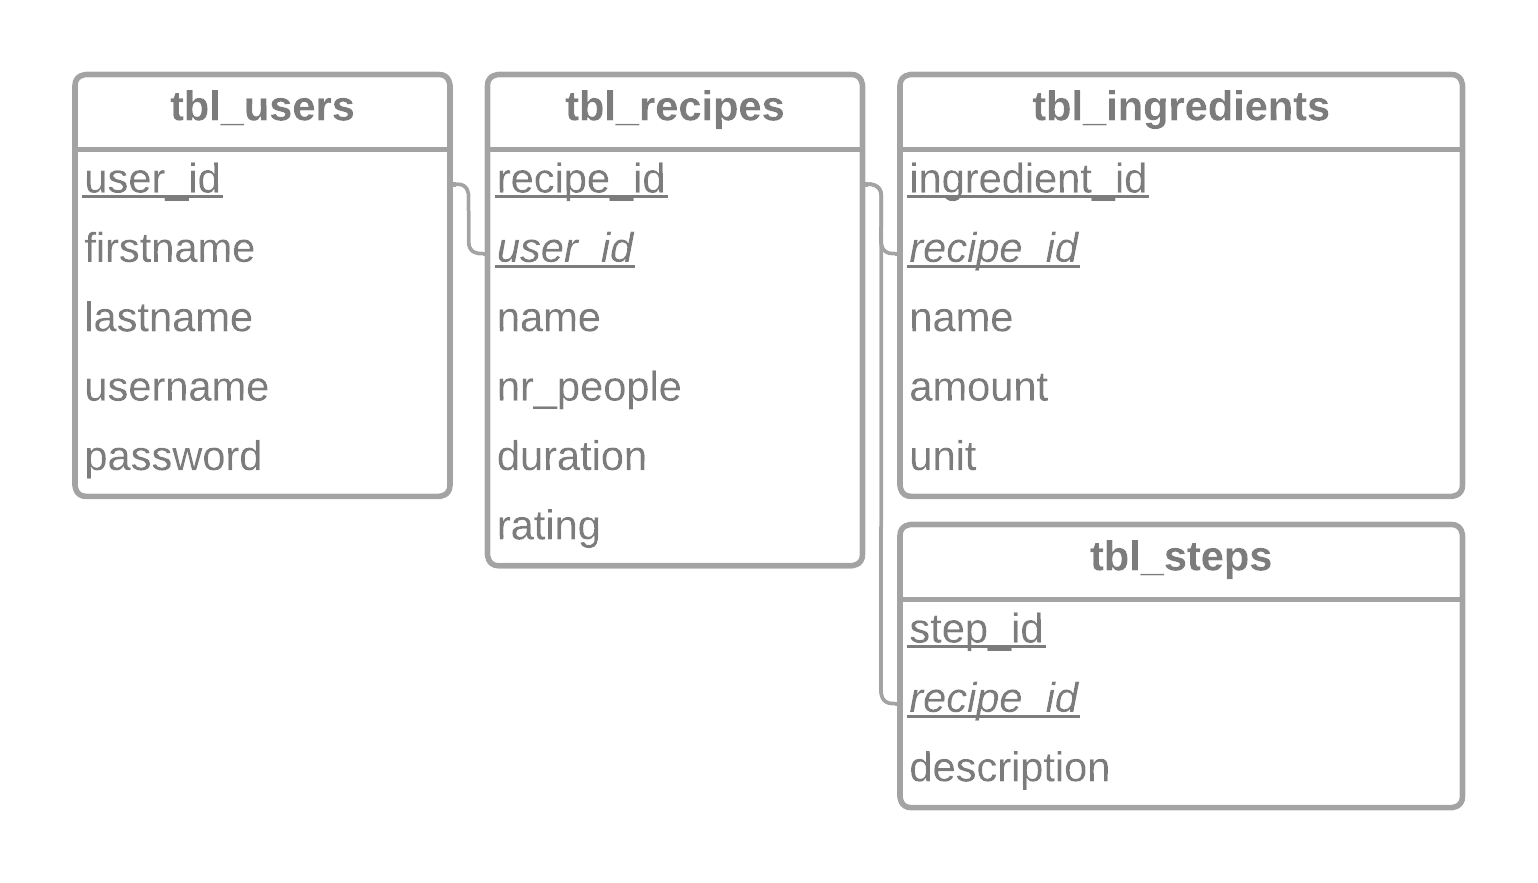 tbl_users
user_id
firstname
lastname
username
password
tbl_recipes
recipe_id
user_id
name
nr_people
duration
rating
tbl_ingredients
ingredient_id
recipe_id
name
amount
unit
tbl_steps
step_id
recipe_id
description